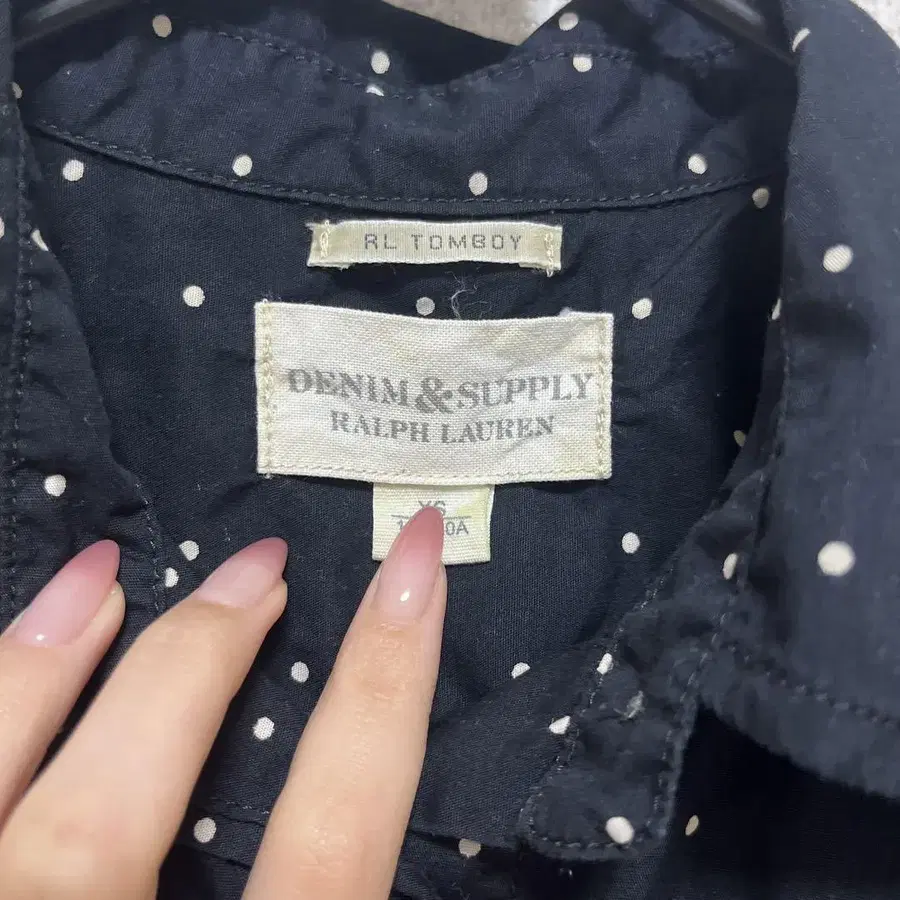 RL TOMBOY
DENIM & SUPPLY
RALPH LAUREN
XS